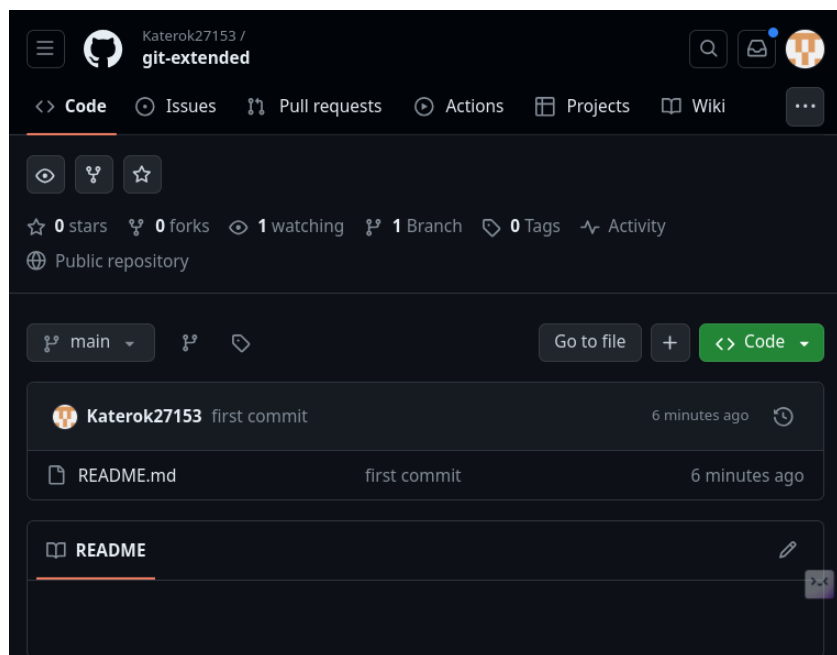 Katerok27153 /
git-extended
Code Issues Pull requests Actions Projects Wiki
0 stars 0 forks 1 watching 1 Branch 0 Tags Activity
Public repository
main Go to file Code
Katerok27153 first commit 6 minutes ago
README.md first commit 6 minutes ago
README